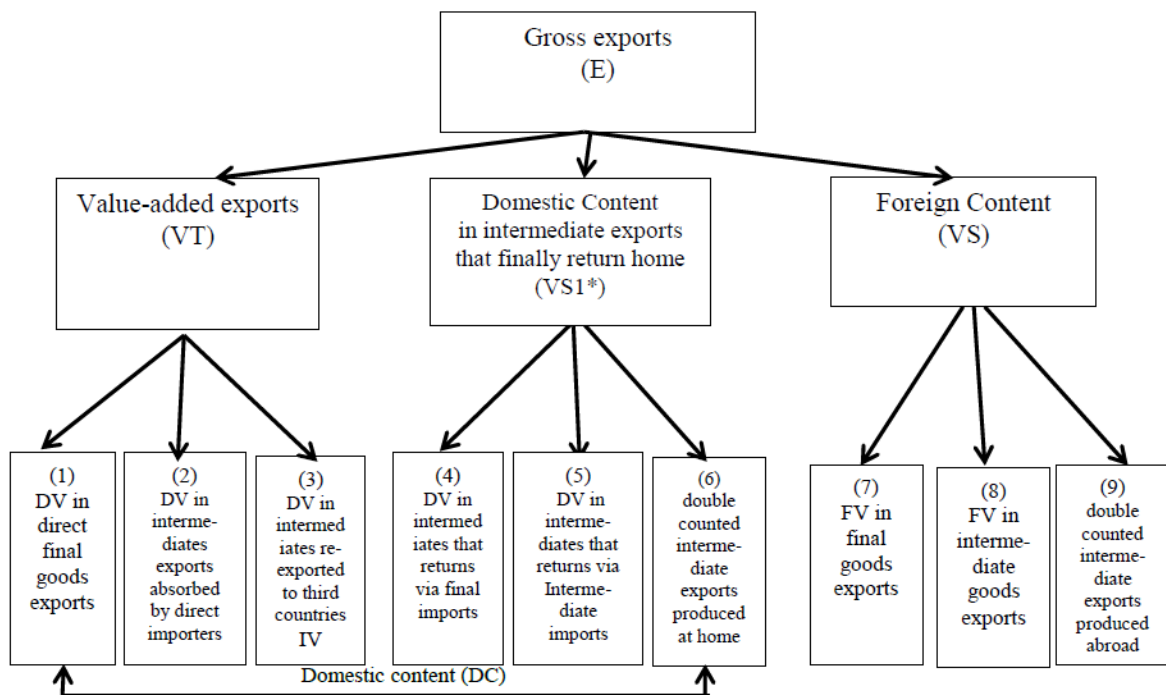 Gross exports
(E)
Value-added exports
(VT)
Domestic Content
in intermediate exports
that finally return home
(VS1*)
Foreign Content
(VS)
(1)
DV in
direct
final
goods
exports
(2)
DV in
interme-
diates
exports
absorbed
by direct
importers
(3)
DV in
intermed
iates re-
exported
to third
countries
IV
(4)
DV in
intermed
iates that
returns
via final
imports
(5)
DV in
interme-
diates that
returns via
Interme-
diate
imports
(6)
double
counted
interme-
diate
exports
produced
at home
(7)
FV in
final
goods
exports
(8)
FV in
interme-
diate
goods
exports
(9)
double
counted
interme-
diate
exports
produced
abroad
Domestic content (DC)